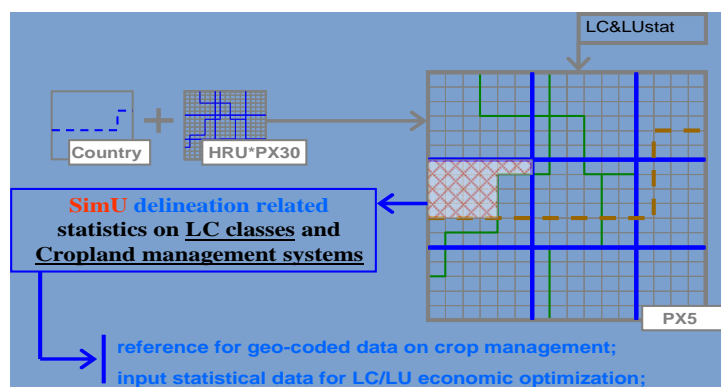 LC&LUstat
Country
HRU*PX30
SimU delineation related
statistics on LC classes and
Cropland management systems
PX5
reference for geo-coded data on crop management;
input statistical data for LC/LU economic optimization;